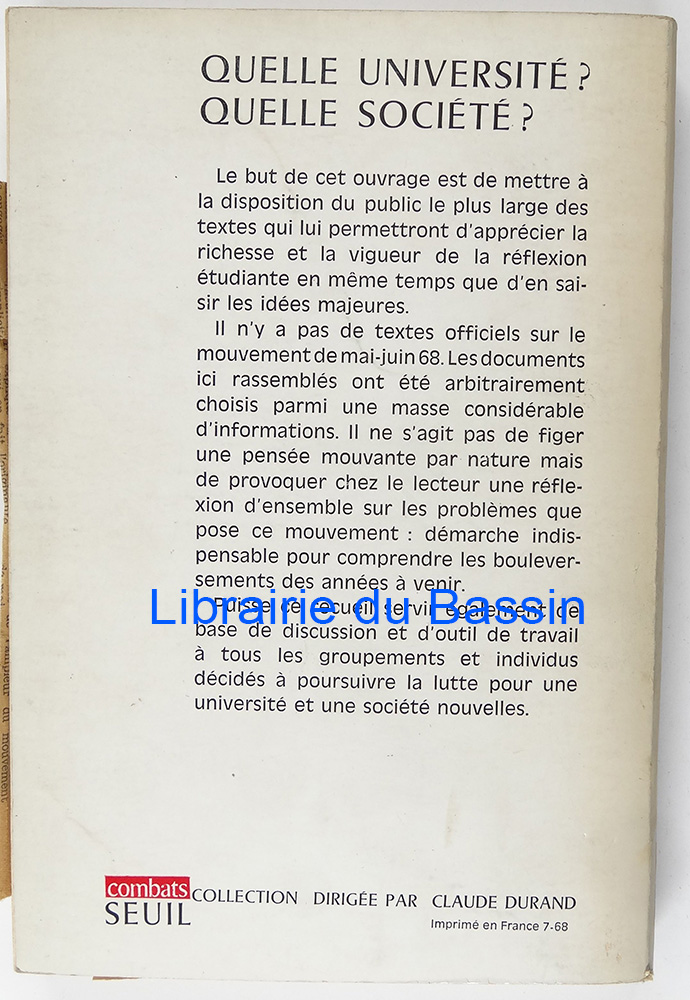 QUELLE UNIVERSITÉ ?
QUELLE SOCIÉTÉ ?
Le but de cet ouvrage est de mettre à
la disposition du public le plus large des
textes qui lui permettront d'apprécier la
richesse et la vigueur de la réflexion
étudiante en même temps que d'en sai-
sir les idées majeures.
Il n'y a pas de textes officiels sur le
mouvement de mai-juin 68. Les documents
ici rassemblés ont été arbitrairement
choisis parmi une masse considérable
d'informations. Il ne s'agit pas de figer
une pensée mouvante par nature mais
de provoquer chez le lecteur une réfle-
xion d'ensemble sur les problèmes que
pose ce mouvement : démarche indis-
pensable pour comprendre les boulever-
sements des années à venir.
Librairie du Bassin
Puisse ce recueil servir également de
base de discussion et d'outil de travail
à tous les groupements et individus
décidés à poursuivre la lutte pour une
université et une société nouvelles.
combats
SEUIL
COLLECTION DIRIGÉE PAR CLAUDE DURAND
Imprimé en France 7-68
mouvement